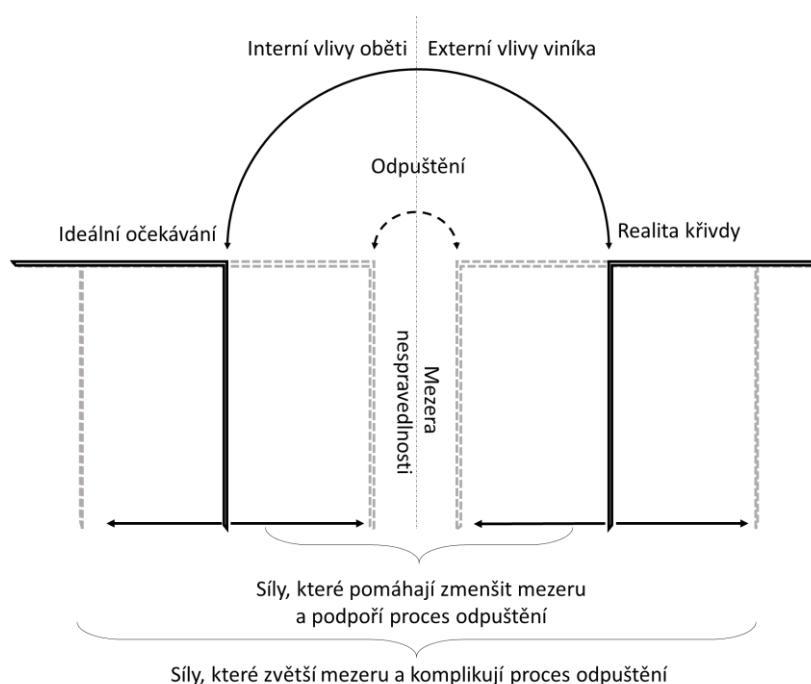 Interní vlivy oběti
Externí vlivy viníka
Odpuštění
Ideální očekávání
Realita křivdy
Mezera
nespravedlnosti
Síly, které pomáhají zmenšit mezeru
a podpoří proces odpuštění
Síly, které zvětší mezeru a komplikují proces odpuštění